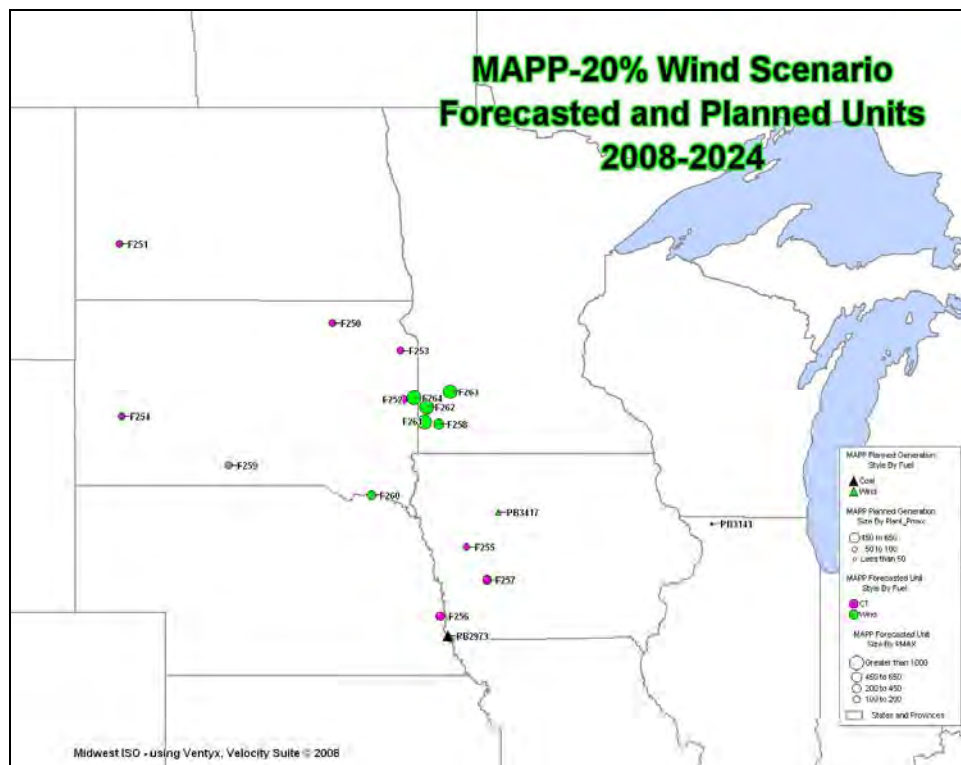 MAPP-20% Wind Scenario
Forecasted and Planned Units
2008-2024
F251
F250
F253
F263
F252
F264
F262
F261
F258
F254
F259
F260
PB3417
PB3143
F255
F257
F256
PB2973
MAPP Planned Generation
Style By Fuel
Coal
Wind
MAPP Planned Generation
Size By Plant_Pmax
450 to 650
50 to 100
Less than 50
MAPP Forecasted Unit
Style By Fuel
CT
Wind
MAPP Forecasted Unit
Size By PMAX
Greater than 1000
450 to 650
200 to 450
100 to 200
States and Provinces
Midwest ISO - using Ventyx, Velocity Suite © 2008